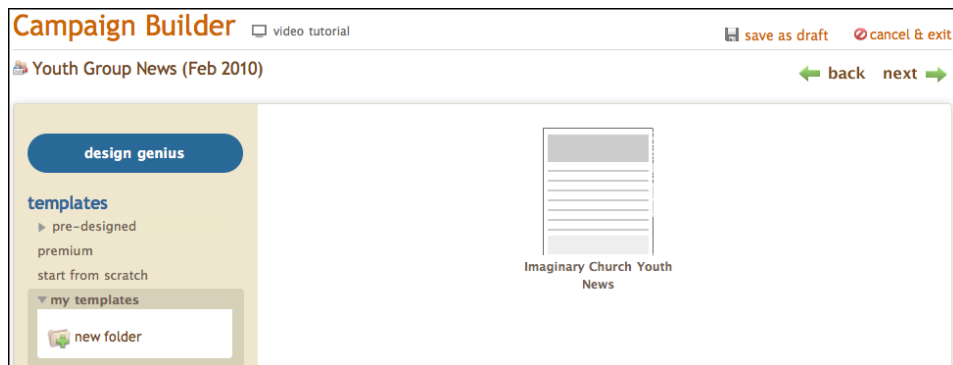 Campaign Builder video tutorial save as draft cancel & exit
Youth Group News (Feb 2010) back next
design genius
templates
pre-designed
premium
start from scratch
my templates
new folder
Imaginary Church Youth
News